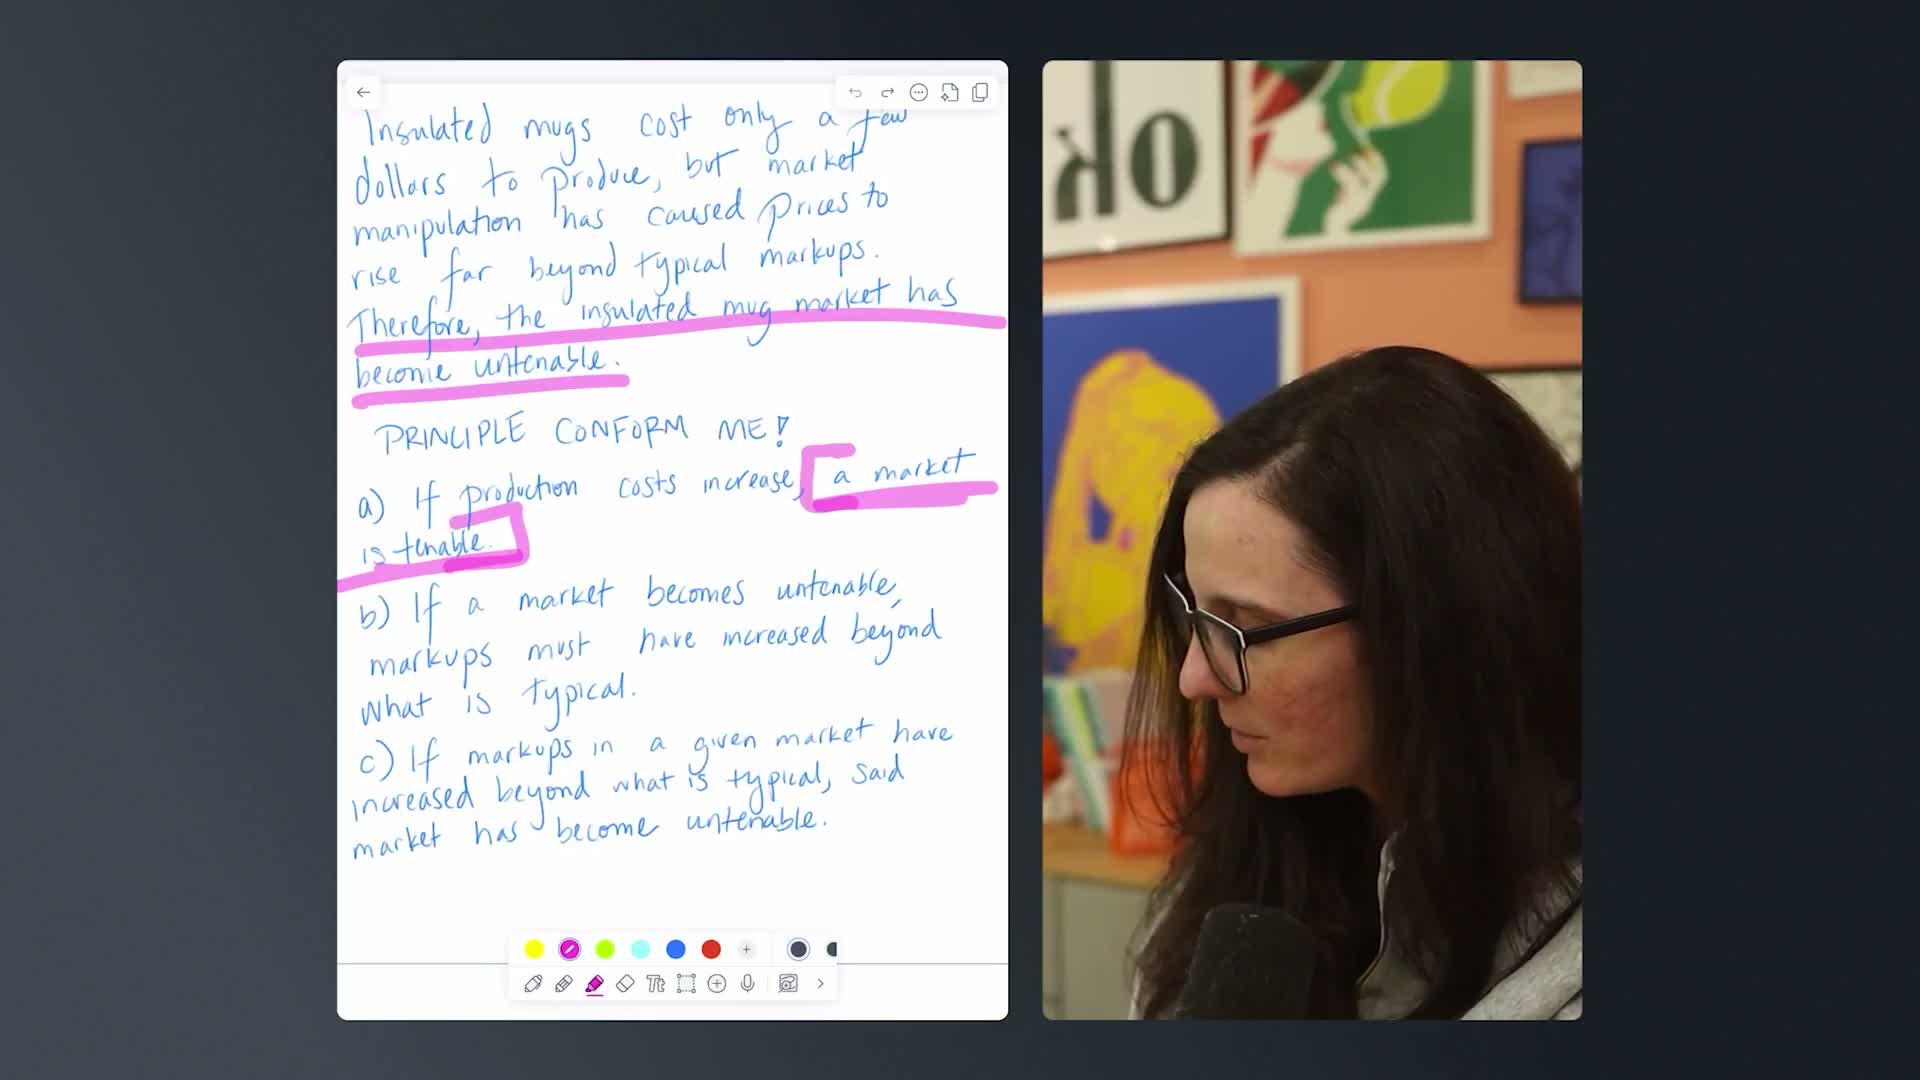 Insulated mugs cost only a few
dollars to produce, but market
manipulation has caused prices to
rise far beyond typical markups.
Therefore, the insulated mug market has
become untenable.
PRINCIPLE CONFORM ME!
a) If production costs increase, a market
is tenable.
b) If a market becomes untenable,
markups must have increased beyond
what is typical.
c) If markups in a given market have
increased beyond what is typical, said
market has become untenable.
Tt
ok